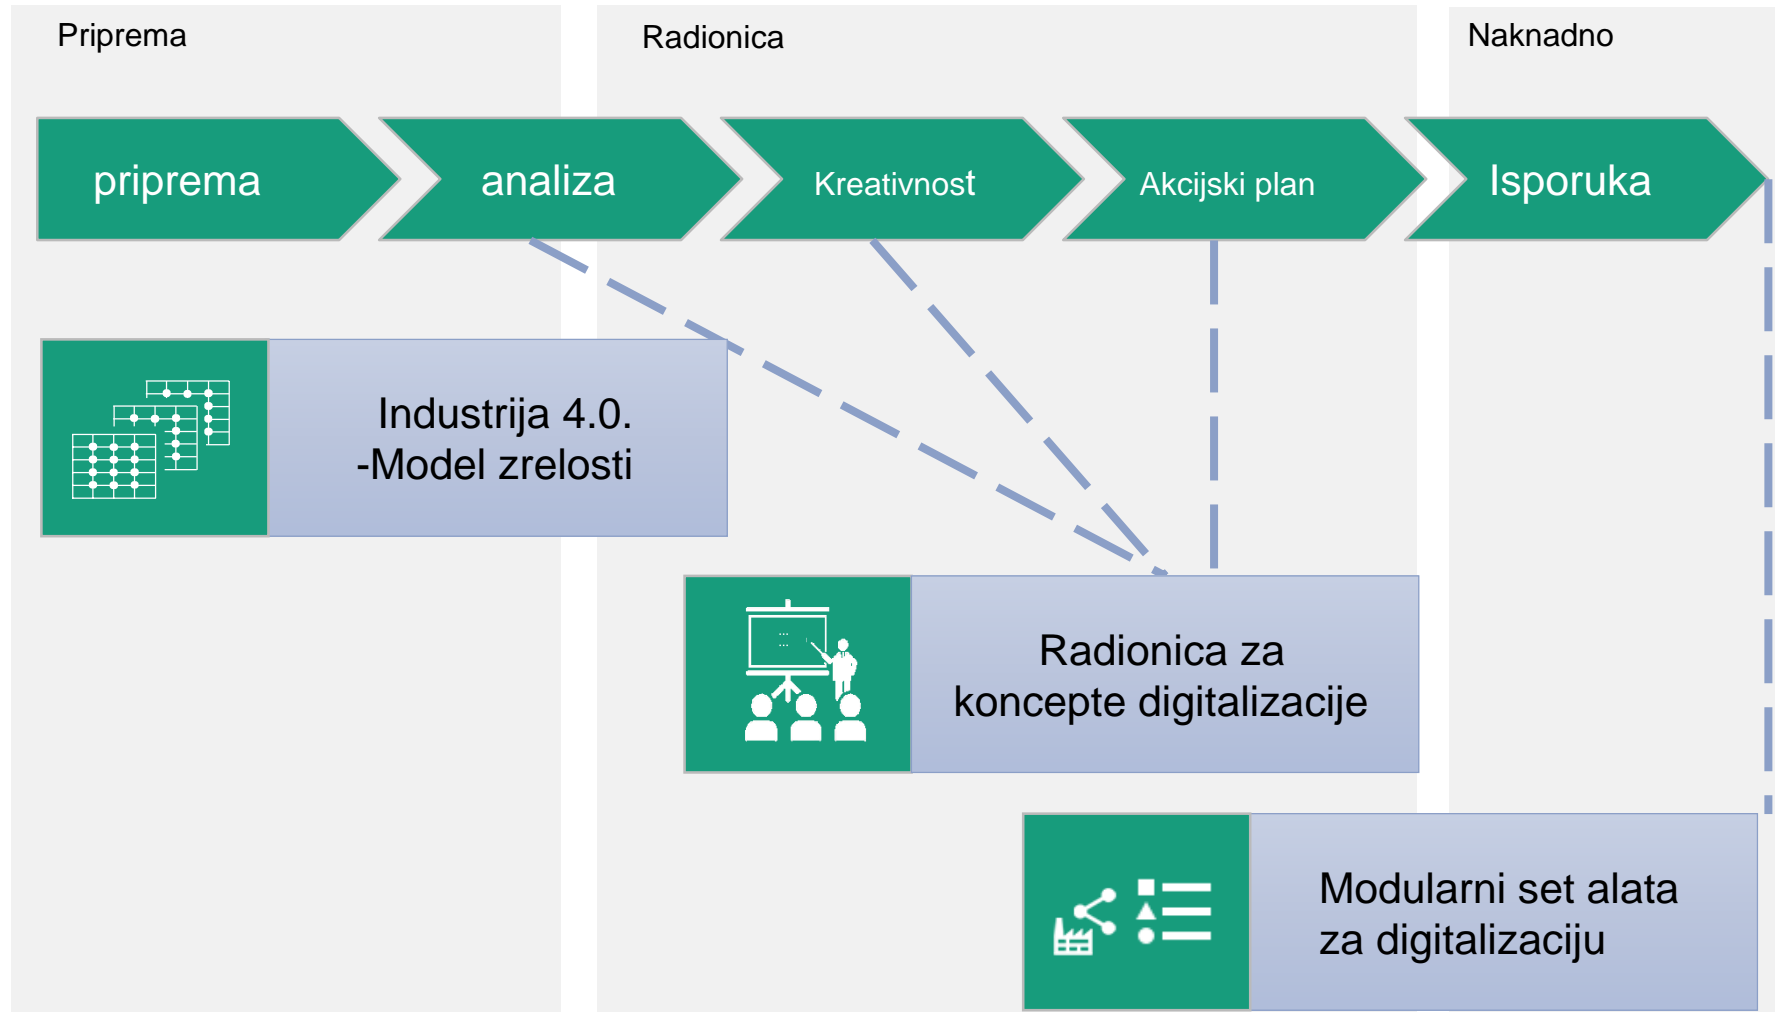 Priprema
Radionica
Naknadno
priprema
analiza
Kreativnost
Akcijski plan
Isporuka
Industrija 4.0.
-Model zrelosti
...
...
Radionica za
koncepte digitalizacije
Modularni set alata
za digitalizaciju